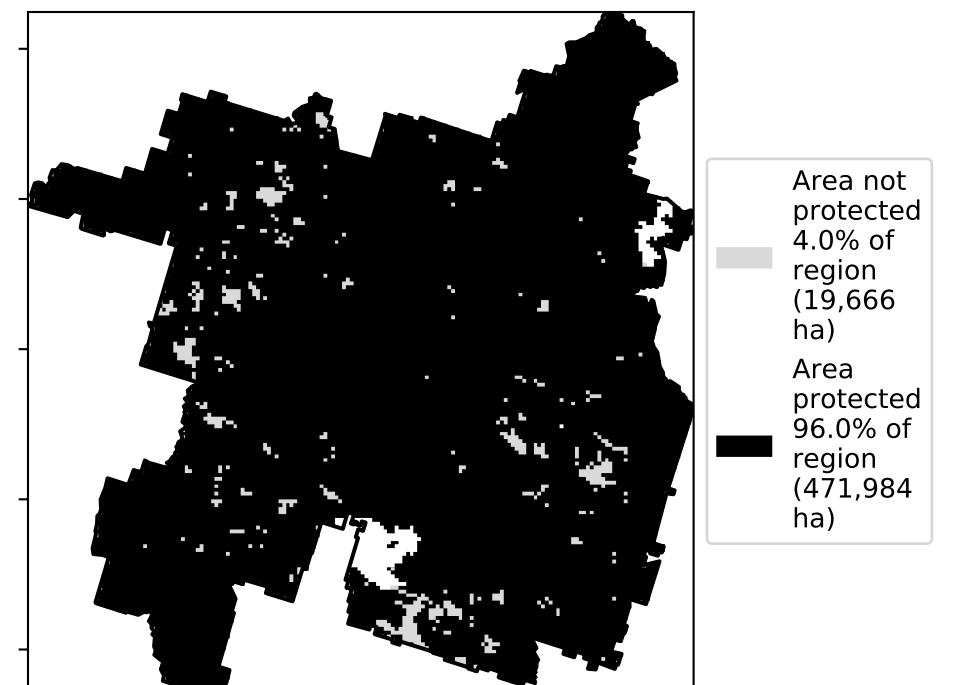 Area not
protected
4.0% of
region
(19,666
ha)
Area
protected
96.0% of
region
(471,984
ha)